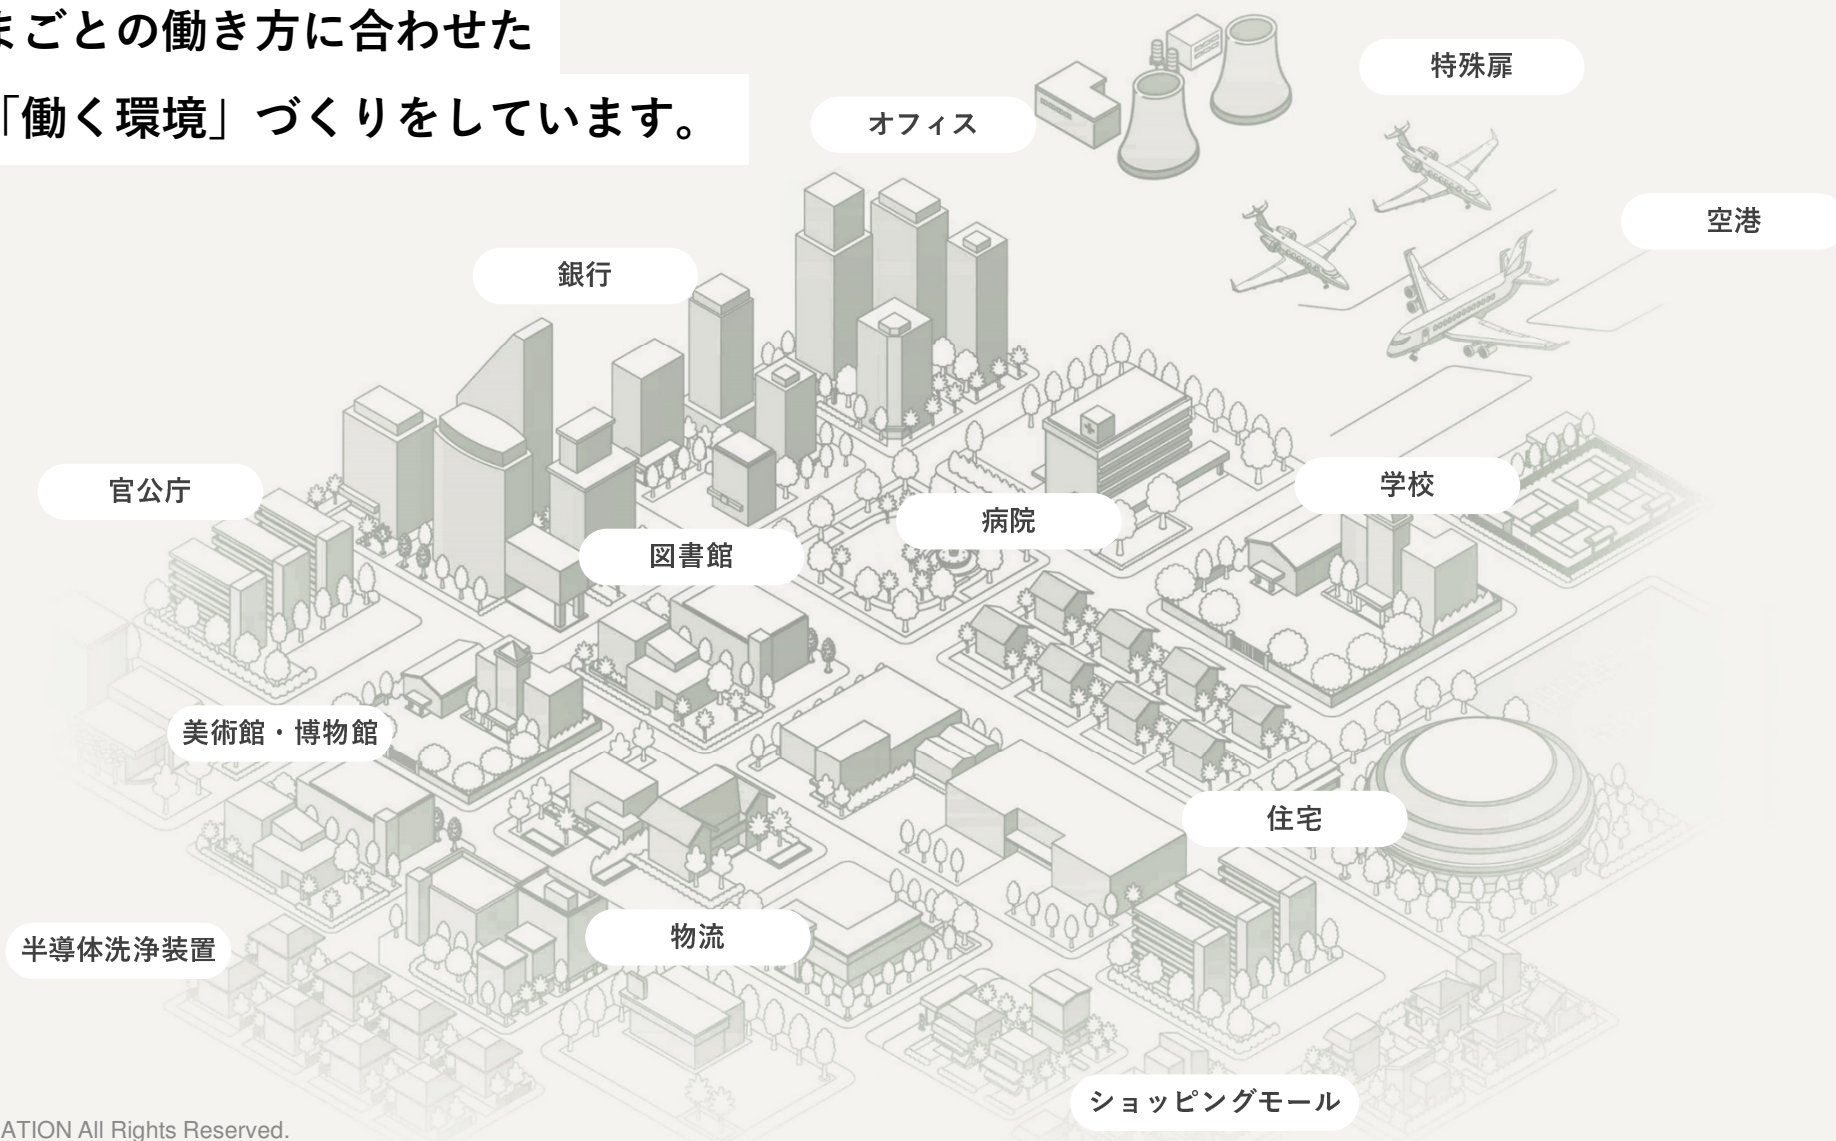 まごとの働き方に合わせた
「働く環境」づくりをしています。
特殊扉
オフィス
空港
銀行
官公庁
学校
病院
図書館
美術館・博物館
住宅
物流
半導体洗浄装置
ショッピングモール
ATION All Rights Reserved.